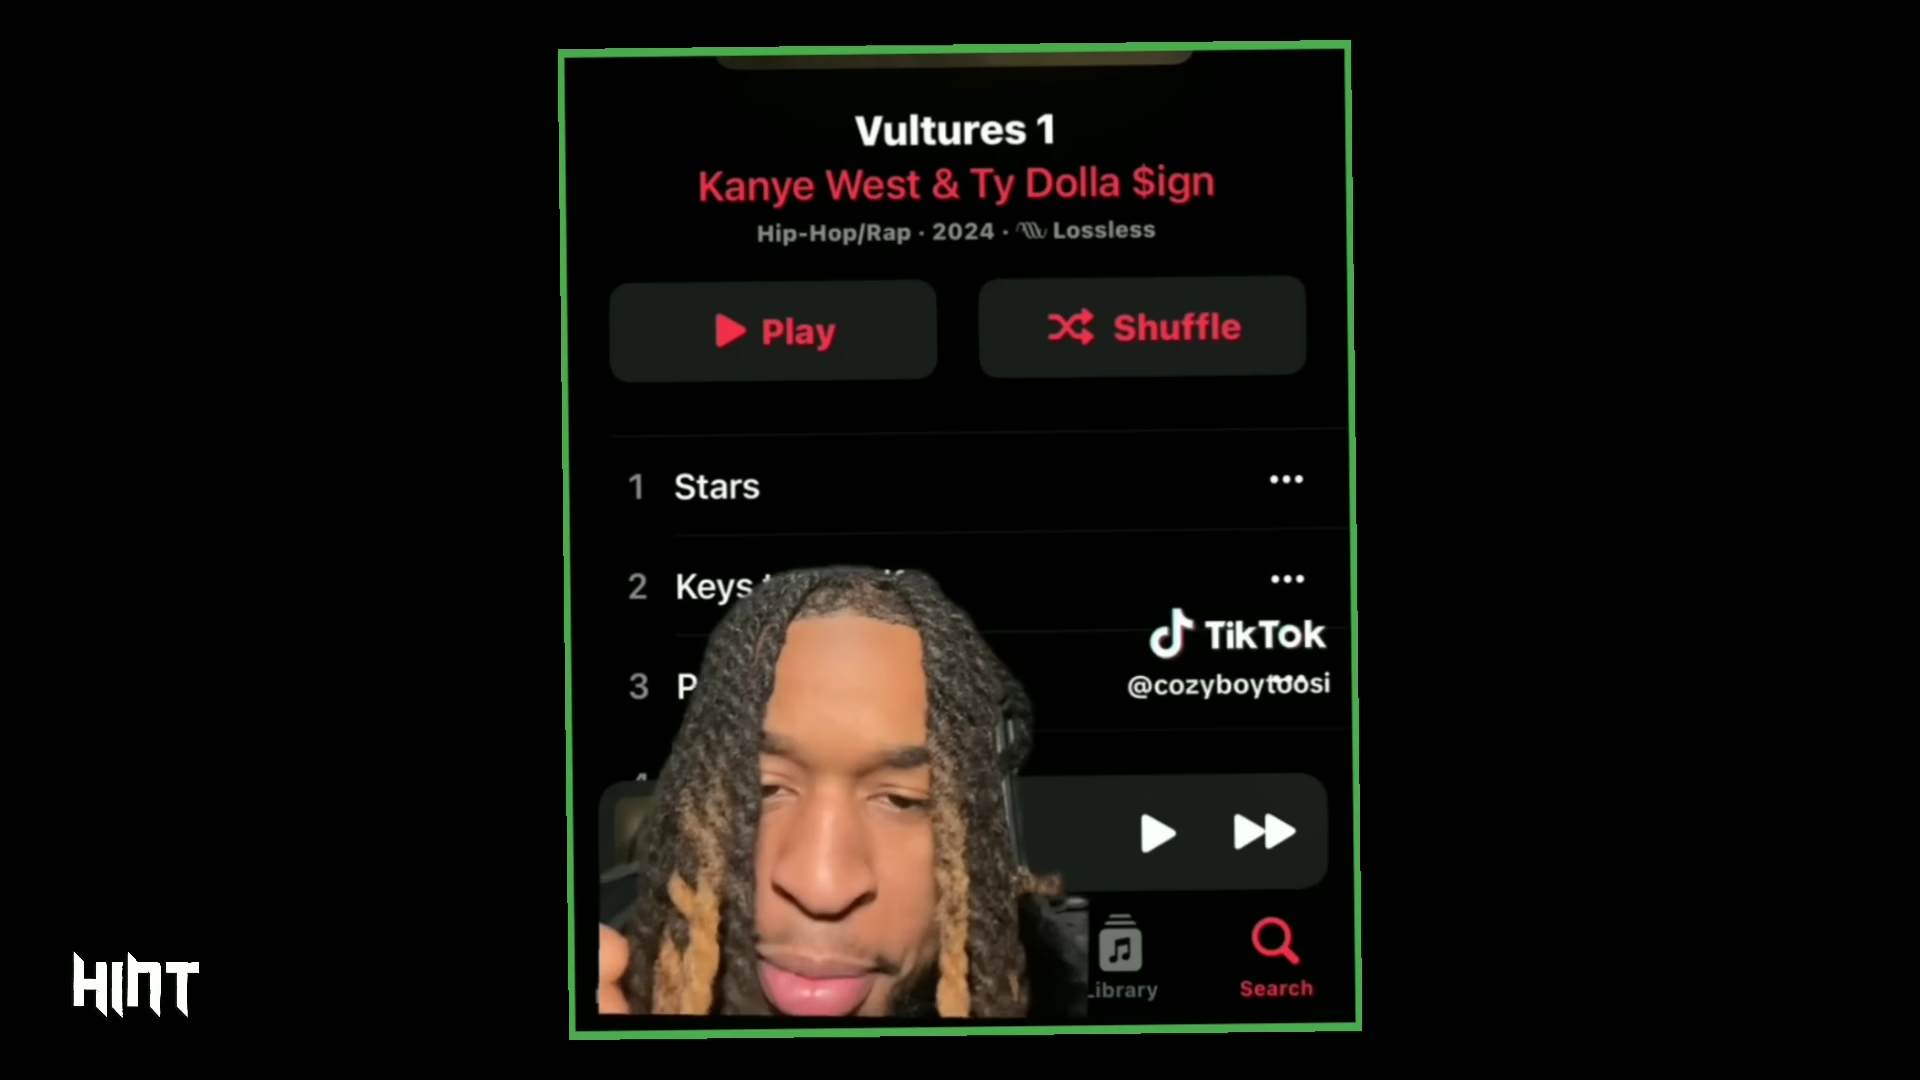 Vultures 1
Kanye West & Ty Dolla $ign
Hip-Hop/Rap · 2024 · Lossless
Play
Shuffle
1 Stars
2 Keys
3
TikTok
@cozyboytoosi
Library
Search
HINT